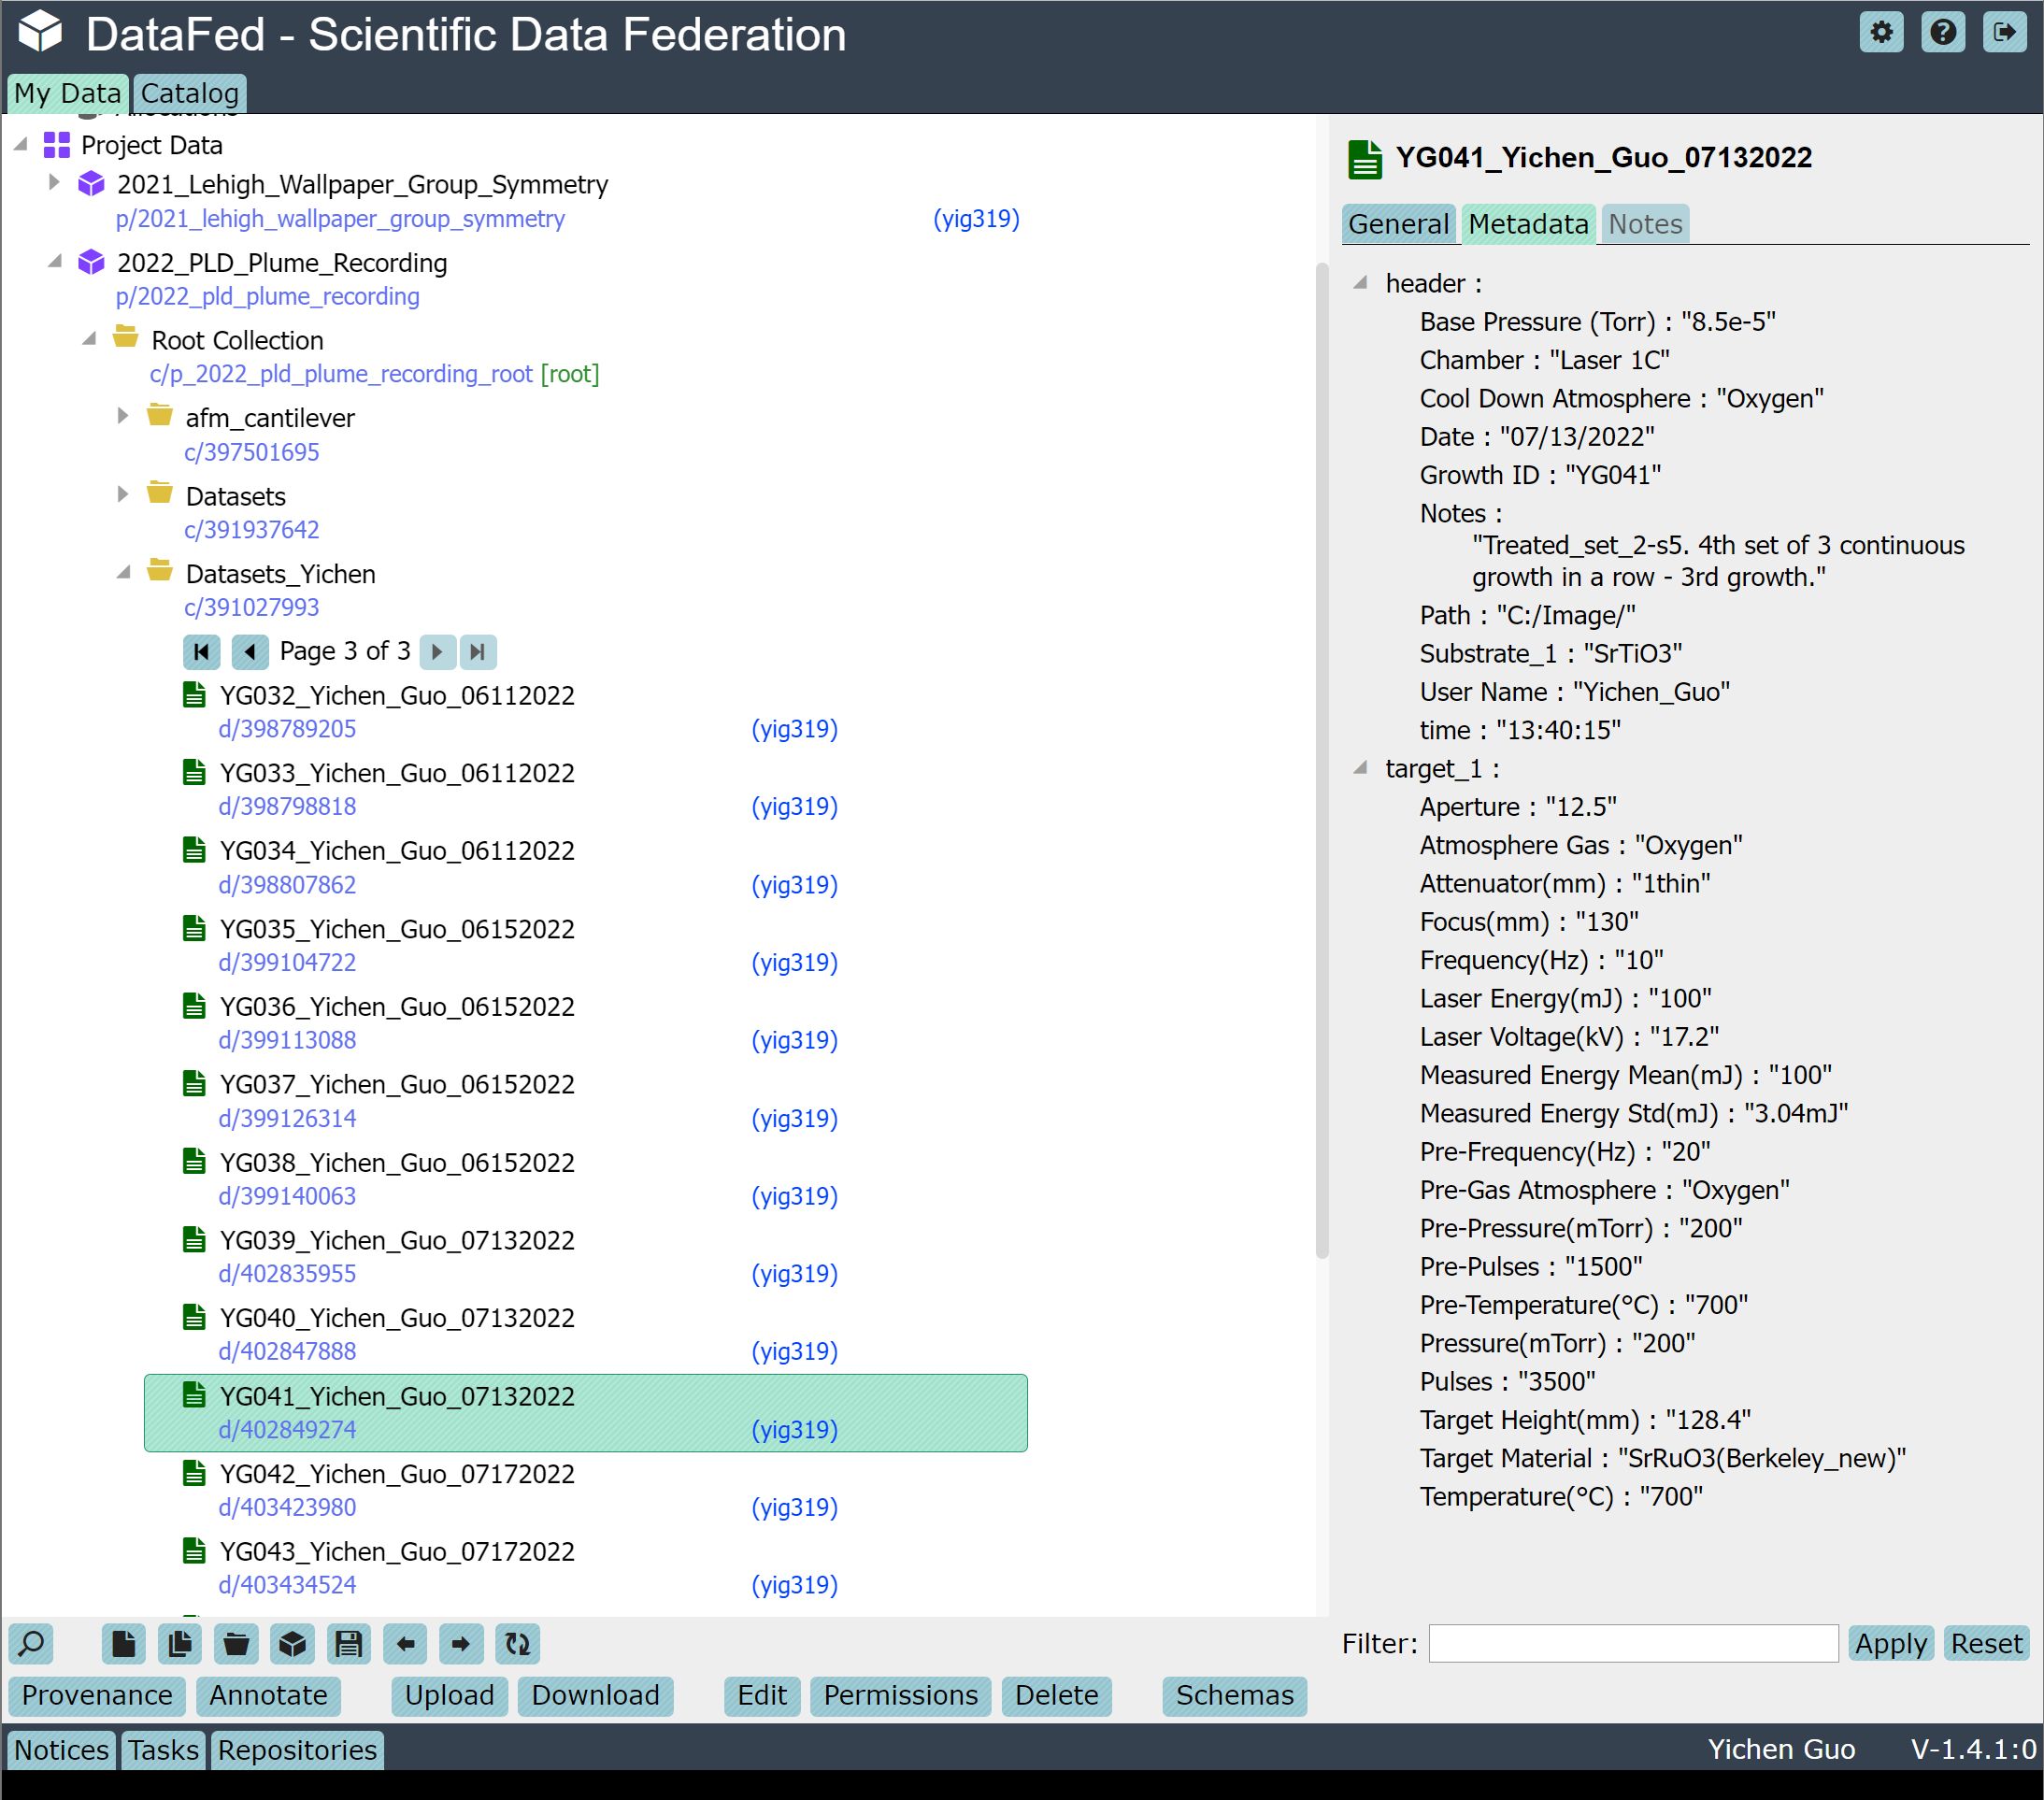 DataFed - Scientific Data Federation
My Data Catalog
Allocations
Project Data
2021_Lehigh_Wallpaper_Group_Symmetry
p/2021_lehigh_wallpaper_group_symmetry (yig319)
2022_PLD_Plume_Recording
p/2022_pld_plume_recording
Root Collection
c/p_2022_pld_plume_recording_root [root]
afm_cantilever
c/397501695
Datasets
c/391937642
Datasets_Yichen
c/391027993
Page 3 of 3
YG032_Yichen_Guo_06112022
d/398789205 (yig319)
YG033_Yichen_Guo_06112022
d/398798818 (yig319)
YG034_Yichen_Guo_06112022
d/398807862 (yig319)
YG035_Yichen_Guo_06152022
d/399104722 (yig319)
YG036_Yichen_Guo_06152022
d/399113088 (yig319)
YG037_Yichen_Guo_06152022
d/399126314 (yig319)
YG038_Yichen_Guo_06152022
d/399140063 (yig319)
YG039_Yichen_Guo_07132022
d/402835955 (yig319)
YG040_Yichen_Guo_07132022
d/402847888 (yig319)
YG041_Yichen_Guo_07132022
d/402849274 (yig319)
YG042_Yichen_Guo_07172022
d/403423980 (yig319)
YG043_Yichen_Guo_07172022
d/403434524 (yig319)
YG041_Yichen_Guo_07132022
General Metadata Notes
header :
Base Pressure (Torr) : "8.5e-5"
Chamber : "Laser 1C"
Cool Down Atmosphere : "Oxygen"
Date : "07/13/2022"
Growth ID : "YG041"
Notes :
"Treated_set_2-s5. 4th set of 3 continuous
growth in a row - 3rd growth."
Path : "C:/Image/"
Substrate_1 : "SrTiO3"
User Name : "Yichen_Guo"
time : "13:40:15"
target_1 :
Aperture : "12.5"
Atmosphere Gas : "Oxygen"
Attenuator(mm) : "1thin"
Focus(mm) : "130"
Frequency(Hz) : "10"
Laser Energy(mJ) : "100"
Laser Voltage(kV) : "17.2"
Measured Energy Mean(mJ) : "100"
Measured Energy Std(mJ) : "3.04mJ"
Pre-Frequency(Hz) : "20"
Pre-Gas Atmosphere : "Oxygen"
Pre-Pressure(mTorr) : "200"
Pre-Pulses : "1500"
Pre-Temperature(°C) : "700"
Pressure(mTorr) : "200"
Pulses : "3500"
Target Height(mm) : "128.4"
Target Material : "SrRuO3(Berkeley_new)"
Temperature(°C) : "700"
Filter: Apply Reset
Provenance Annotate Upload Download Edit Permissions Delete Schemas
Notices Tasks Repositories Yichen Guo V-1.4.1:0